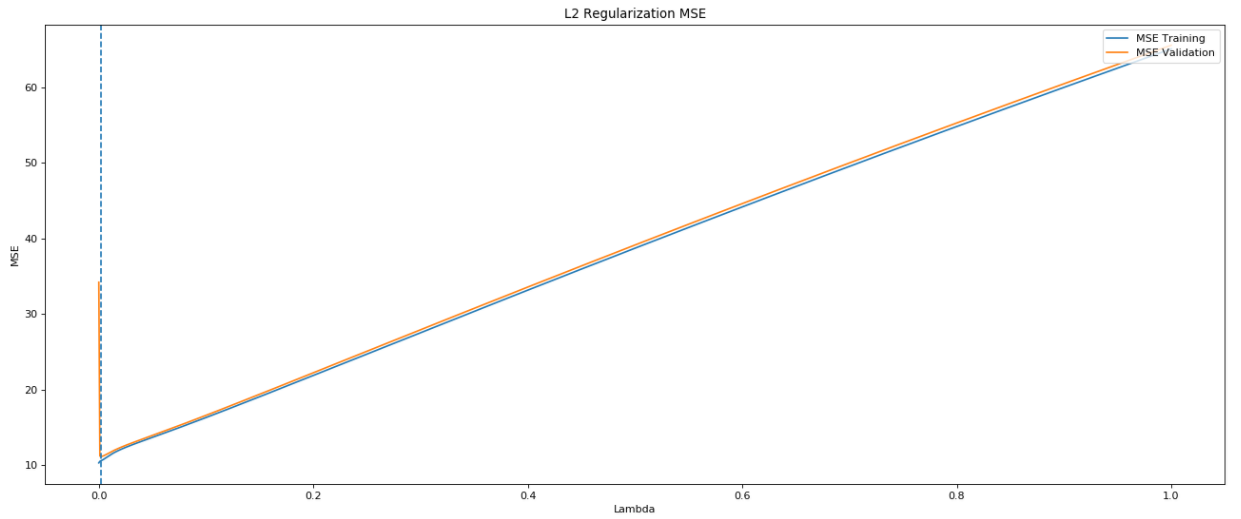 L2 Regularization MSE
MSE Training
MSE Validation
MSE
60
50
40
30
20
10
0.0 0.2 0.4 0.6 0.8 1.0
Lambda